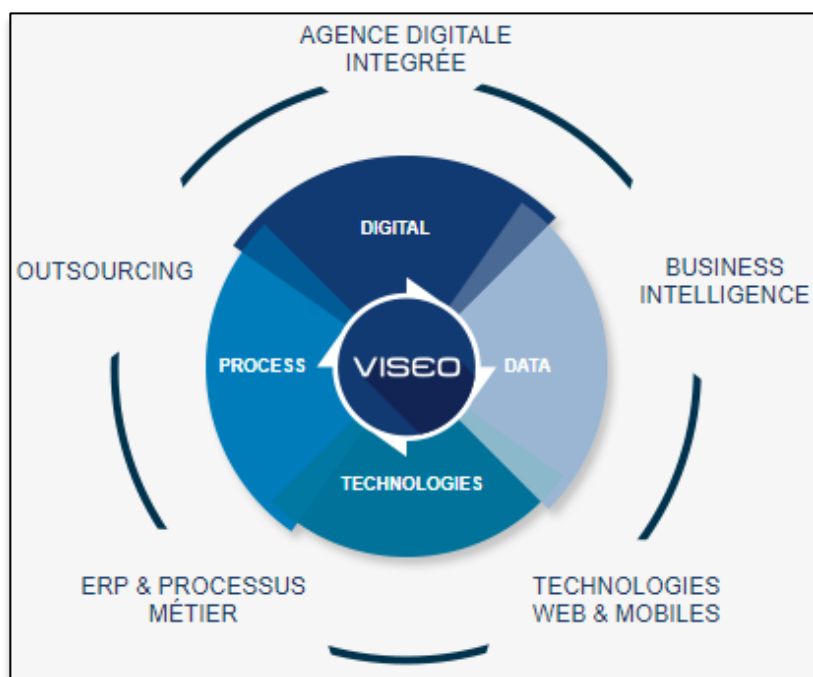 AGENCE DIGITALE
INTEGRÉE
DIGITAL
OUTSOURCING
BUSINESS
INTELLIGENCE
PROCESS
VISEO
DATA
TECHNOLOGIES
ERP & PROCESSUS
MÉTIER
TECHNOLOGIES
WEB & MOBILES